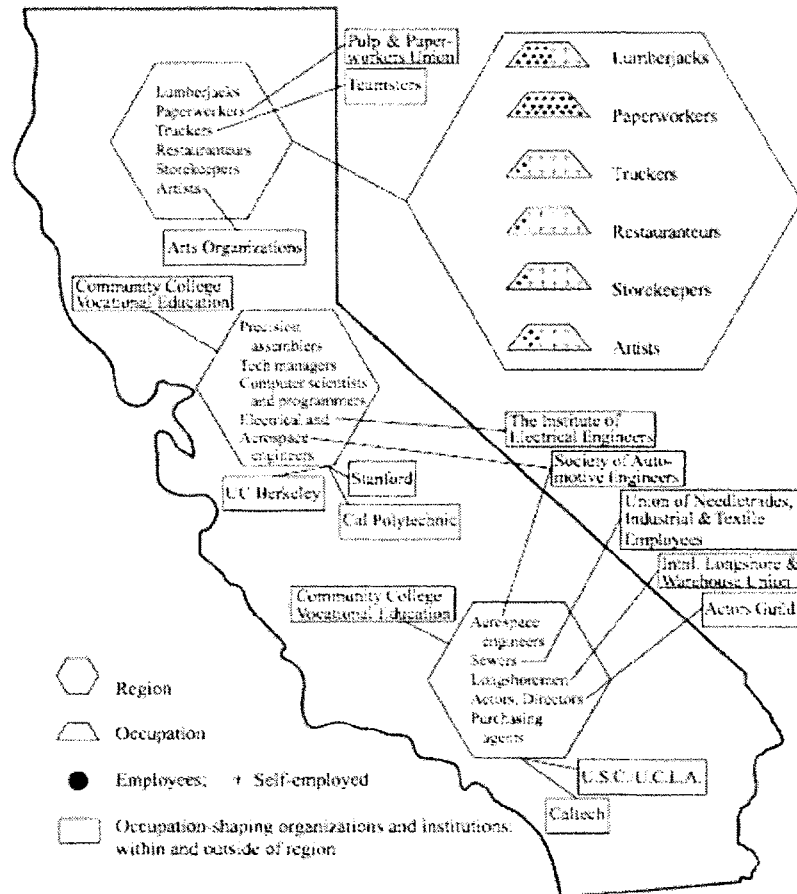 Pulp & Paper-
workers Union
Teamsters
Lumberjacks
Paperworkers
Truckers
Restauranteurs
Storekeepers
Artists
Arts Organizations
Lumberjacks
Paperworkers
Truckers
Restauranteurs
Storekeepers
Artists
Community College
Vocational Education
Precision
assemblers
Tech managers
Computer scientists
and programmers
Electrical and
Aerospace
engineers
UC Berkeley
Stanford
Cal Polytechnic
The Institute of
Electrical Engineers
Society of Auto-
motive Engineers
Union of Needletrades,
Industrial & Textile
Employees
Intnl. Longshore &
Warehouse Union
Actors Guild
Community College
Vocational Education
Aerospace
engineers
Sewers
Longshoremen
Actors, Directors
Purchasing
agents
U.S.C. U.C.L.A.
Caltech
Region
Occupation
Employees; + Self-employed
Occupation-shaping organizations and institutions:
within and outside of region